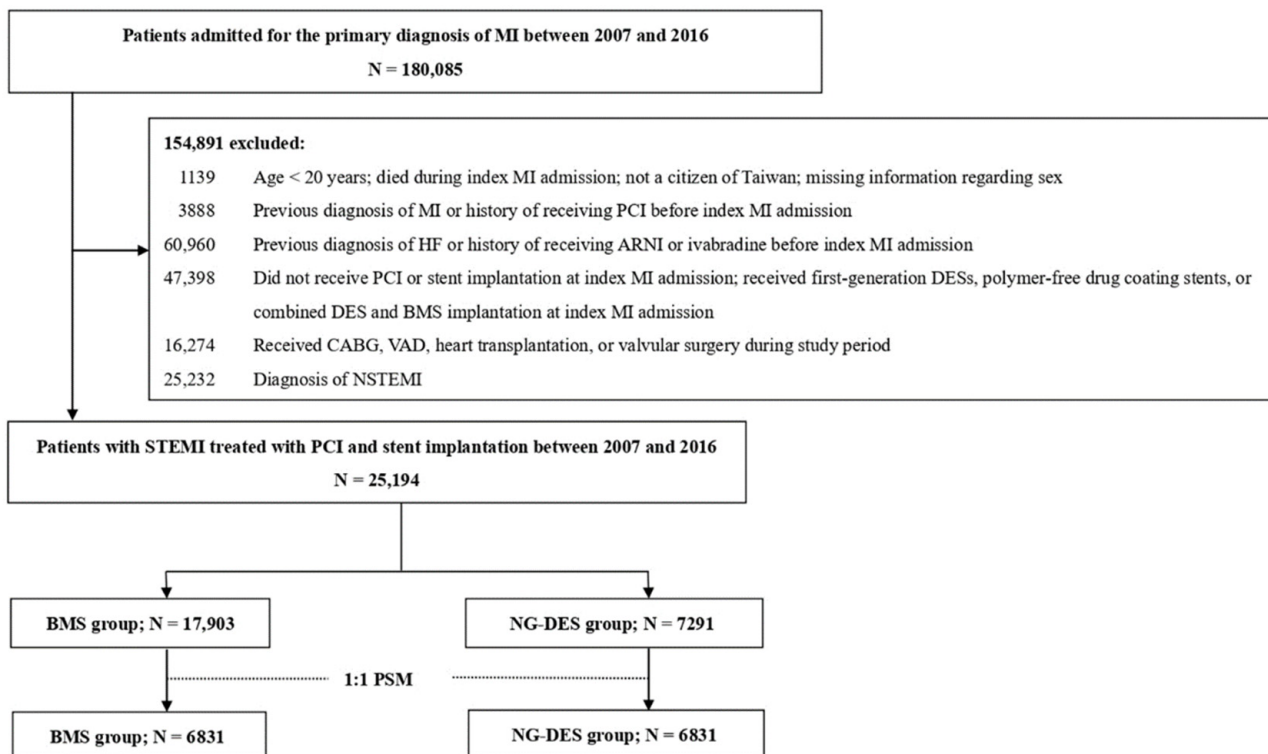 Patients admitted for the primary diagnosis of MI between 2007 and 2016
N = 180,085
154,891 excluded:
1139 Age < 20 years; died during index MI admission; not a citizen of Taiwan; missing information regarding sex
3888 Previous diagnosis of MI or history of receiving PCI before index MI admission
60,960 Previous diagnosis of HF or history of receiving ARNI or ivabradine before index MI admission
47,398 Did not receive PCI or stent implantation at index MI admission; received first-generation DESs, polymer-free drug coating stents, or
combined DES and BMS implantation at index MI admission
16,274 Received CABG, VAD, heart transplantation, or valvular surgery during study period
25,232 Diagnosis of NSTEMI
Patients with STEMI treated with PCI and stent implantation between 2007 and 2016
N = 25,194
BMS group; N = 17,903 NG-DES group; N = 7291
1:1 PSM
BMS group; N = 6831 NG-DES group; N = 6831